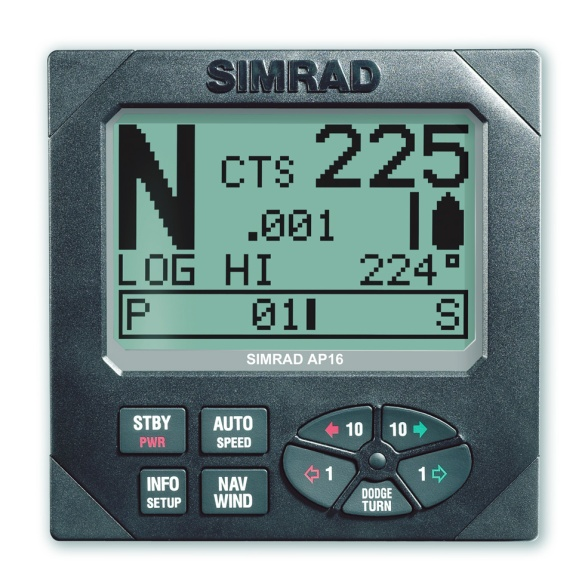 SIMRAD
N CTS 225
.001
LOG HI 224°
P 01 S
SIMRAD AP16
STBY AUTO 10 10
PWR SPEED
INFO NAV 1 1
SETUP WIND
DODGE
TURN